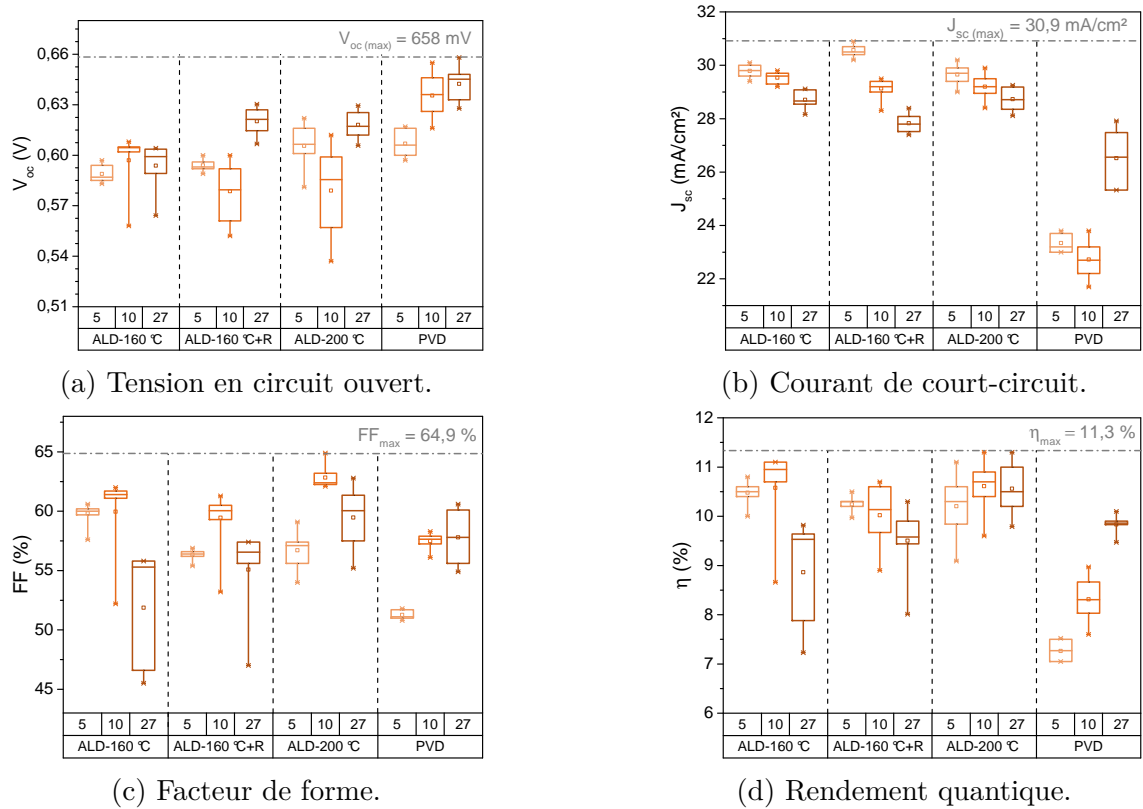 V_oc (max) = 658 mV
V_oc (V)
0,66
0,63
0,60
0,57
0,54
0,51
5 10 27 5 10 27 5 10 27 5 10 27
ALD-160 °C ALD-160 °C+R ALD-200 °C PVD
(a) Tension en circuit ouvert.
J_sc (max) = 30,9 mA/cm²
J_sc (mA/cm²)
30
28
26
24
22
5 10 27 5 10 27 5 10 27 5 10 27
ALD-160 °C ALD-160 °C+R ALD-200 °C PVD
(b) Courant de court-circuit.
FF_max = 64,9 %
FF (%)
65
60
55
50
45
5 10 27 5 10 27 5 10 27 5 10 27
ALD-160 °C ALD-160 °C+R ALD-200 °C PVD
(c) Facteur de forme.
η_max = 11,3 %
η (%)
12
11
10
9
8
7
6
5 10 27 5 10 27 5 10 27 5 10 27
ALD-160 °C ALD-160 °C+R ALD-200 °C PVD
(d) Rendement quantique.